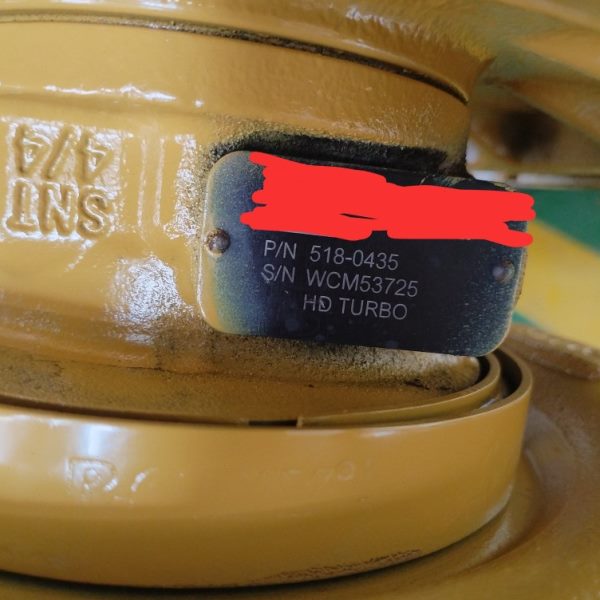 SNT
4/4
P/N 518-0435
S/N WCM53725
HD TURBO